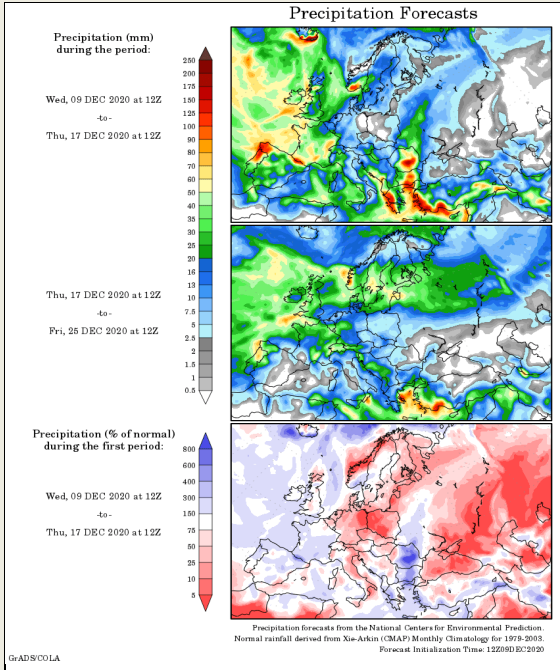 Precipitation Forecasts
Precipitation (mm)
during the period:
Wed, 09 DEC 2020 at 12Z
-to-
Thu, 17 DEC 2020 at 12Z
250
200
175
150
125
100
90
80
70
60
50
45
40
35
30
25
20
16
13
10
7.5
5
2.5
2
1.5
1
0.5
Thu, 17 DEC 2020 at 12Z
-to-
Fri, 25 DEC 2020 at 12Z
Precipitation (% of normal)
during the first period:
Wed, 09 DEC 2020 at 12Z
-to-
Thu, 17 DEC 2020 at 12Z
800
600
400
300
150
75
50
25
10
5
Precipitation forecasts from the National Centers for Environmental Prediction.
Normal rainfall derived from Xie-Arkin (CMAP) Monthly Climatology for 1979-2003.
Forecast Initialization Time: 12Z09DEC2020
GrADS/COLA